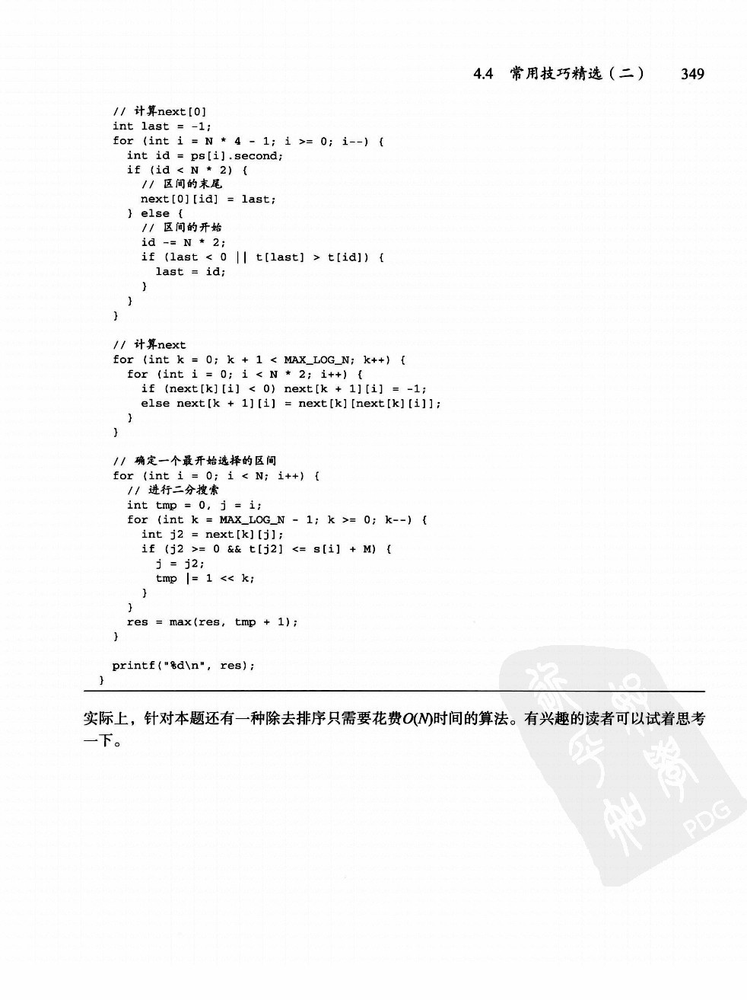 4.4 常用技巧精选（二） 349
// 计算next[0]
int last = -1;
for (int i = N * 4 - 1; i >= 0; i--) {
  int id = ps[i].second;
  if (id < N * 2) {
    // 区间的末尾
    next[0][id] = last;
  } else {
    // 区间的开始
    id -= N * 2;
    if (last < 0 || t[last] > t[id]) {
      last = id;
    }
  }
}
// 计算next
for (int k = 0; k + 1 < MAX_LOG_N; k++) {
  for (int i = 0; i < N * 2; i++) {
    if (next[k][i] < 0) next[k + 1][i] = -1;
    else next[k + 1][i] = next[k][next[k][i]];
  }
}
// 确定一个最开始选择的区间
for (int i = 0; i < N; i++) {
  // 进行二分搜索
  int tmp = 0, j = i;
  for (int k = MAX_LOG_N - 1; k >= 0; k--) {
    int j2 = next[k][j];
    if (j2 >= 0 && t[j2] <= s[i] + M) {
      j = j2;
      tmp |= 1 << k;
    }
  }
  res = max(res, tmp + 1);
}
printf("%d\n", res);
}
实际上，针对本题还有一种除去排序只需要花费O(N)时间的算法。有兴趣的读者可以试着思考
一下。
PDG